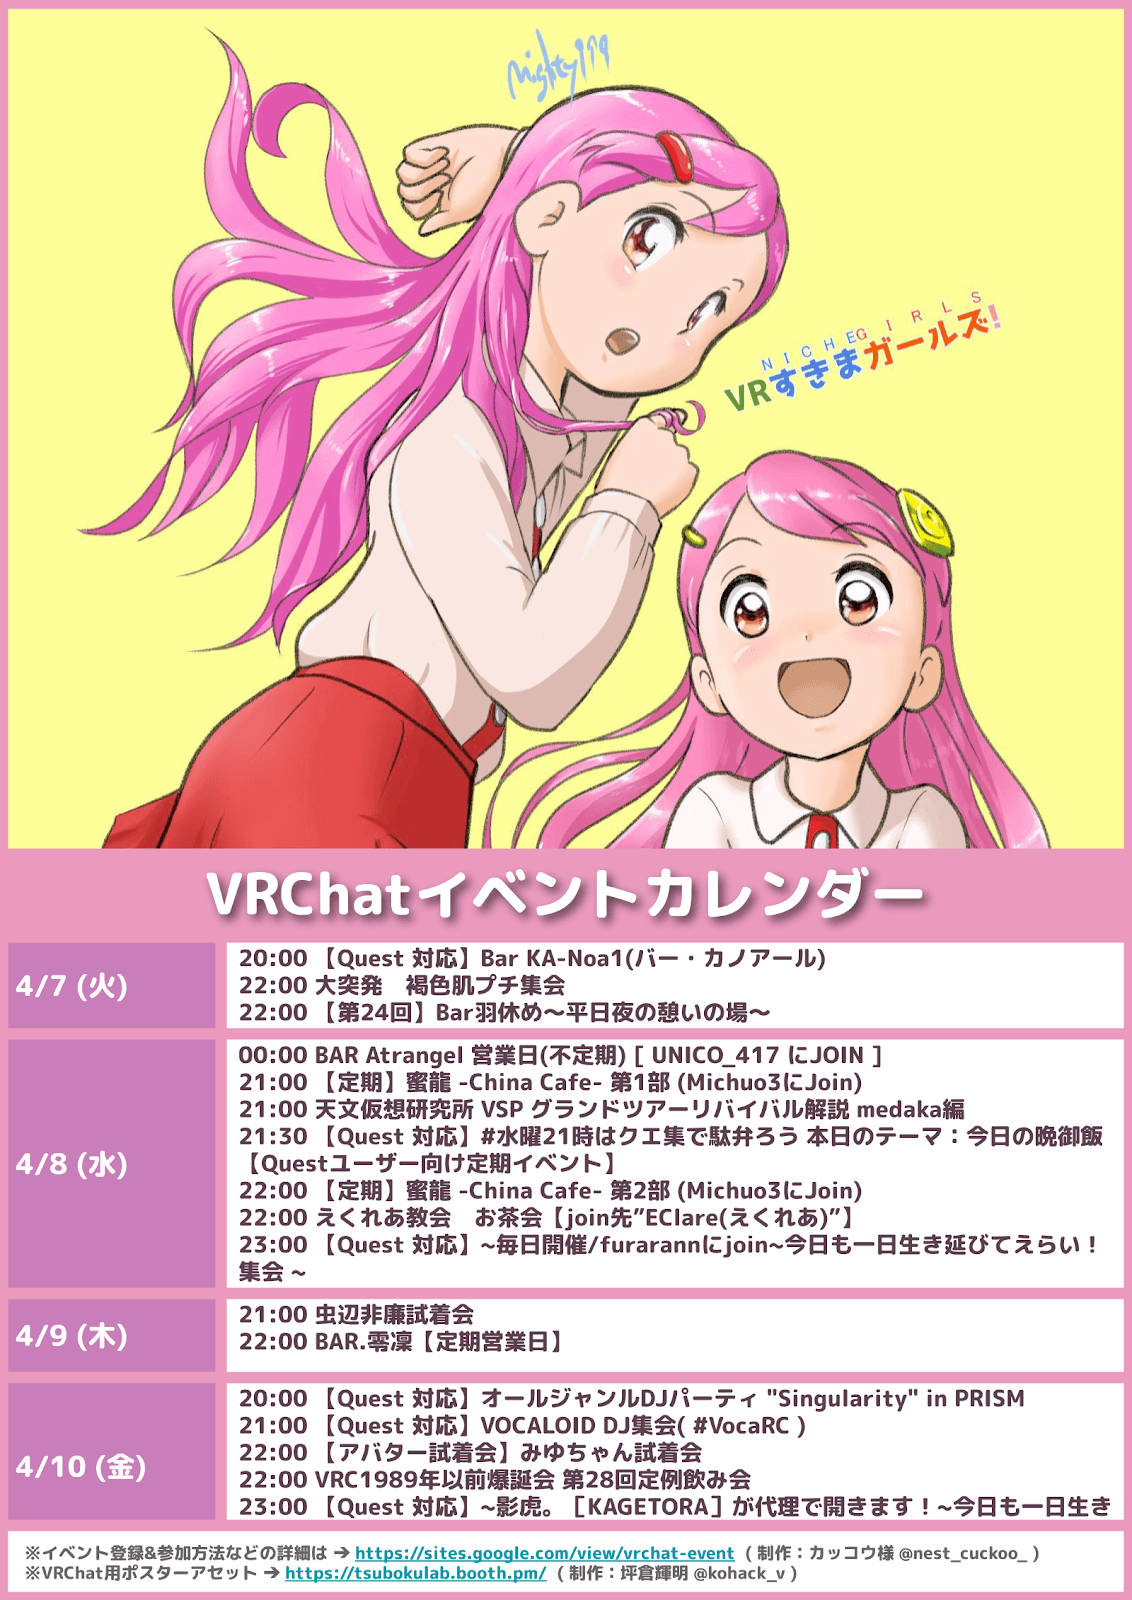 Mighty999
NICHE GIRLS
VRすきまガールズ!
VRChatイベントカレンダー
4/7 (火)
20:00 【Quest 対応】Bar KA-Noa1(バー・カノアール)
22:00 大突発　褐色肌プチ集会
22:00 【第24回】Bar羽休め～平日夜の憩いの場～
4/8 (水)
00:00 BAR Atrangel 営業日(不定期) [ UNICO_417 にJOIN ]
21:00 【定期】蜜龍 -China Cafe- 第1部 (Michuo3にJoin)
21:00 天文仮想研究所 VSP グランドツアーリバイバル解説 medaka編
21:30 【Quest 対応】#水曜21時はクエ集で駄弁ろう 本日のテーマ：今日の晩御飯
【Questユーザー向け定期イベント】
22:00 【定期】蜜龍 -China Cafe- 第2部 (Michuo3にJoin)
22:00 えくれあ教会　お茶会【join先”EClare(えくれあ)”】
23:00 【Quest 対応】~毎日開催/furarannにjoin~今日も一日生き延びてえらい！
集会 ~
4/9 (木)
21:00 虫辺非廉試着会
22:00 BAR.零凜【定期営業日】
4/10 (金)
20:00 【Quest 対応】オールジャンルDJパーティ "Singularity" in PRISM
21:00 【Quest 対応】VOCALOID DJ集会( #VocaRC )
22:00 【アバター試着会】みゆちゃん試着会
22:00 VRC1989年以前爆誕会 第28回定例飲み会
23:00 【Quest 対応】~影虎。［KAGETORA］が代理で開きます！~今日も一日生き
※イベント登録&参加方法などの詳細は ➔ https://sites.google.com/view/vrchat-event ( 制作：カッコウ様 @nest_cuckoo_ )
※VRChat用ポスターアセット ➔ https://tsubokulab.booth.pm/ ( 制作：坪倉輝明 @kohack_v )